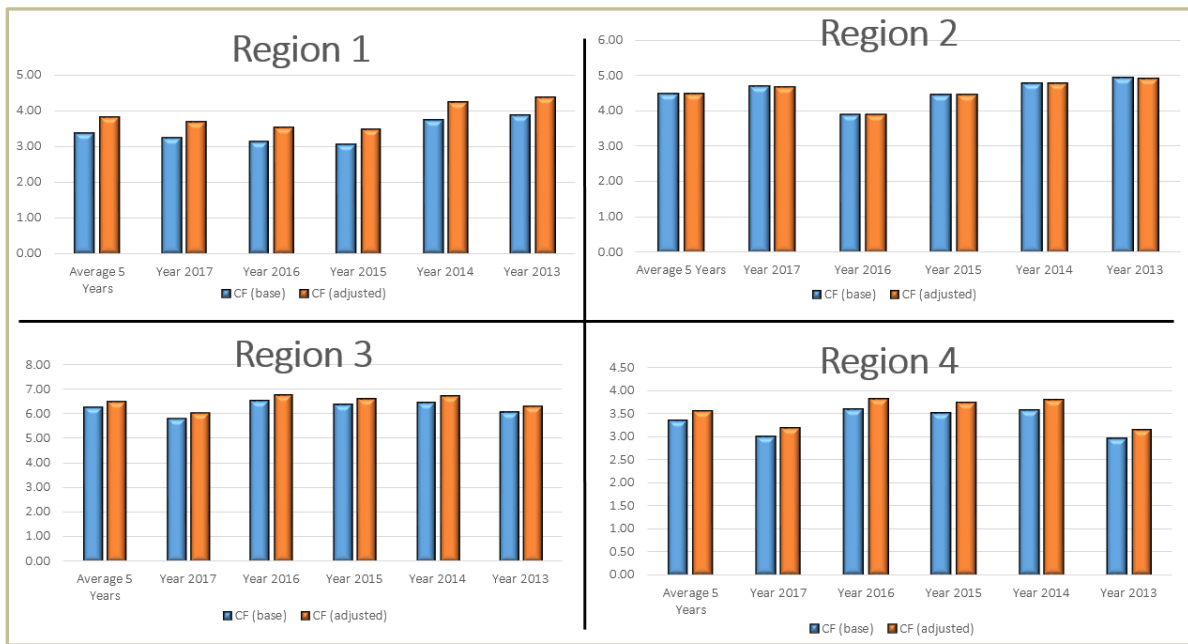 Region 1
5.00
4.00
3.00
2.00
1.00
0.00
Average 5 Years
Year 2017
Year 2016
Year 2015
Year 2014
Year 2013
CF (base) CF (adjusted)
Region 2
6.00
5.00
4.00
3.00
2.00
1.00
0.00
Average 5 Years
Year 2017
Year 2016
Year 2015
Year 2014
Year 2013
CF (base) CF (adjusted)
Region 3
8.00
7.00
6.00
5.00
4.00
3.00
2.00
1.00
0.00
Average 5 Years
Year 2017
Year 2016
Year 2015
Year 2014
Year 2013
CF (base) CF (adjusted)
Region 4
4.50
4.00
3.50
3.00
2.50
2.00
1.50
1.00
0.50
0.00
Average 5 Years
Year 2017
Year 2016
Year 2015
Year 2014
Year 2013
CF (base) CF (adjusted)